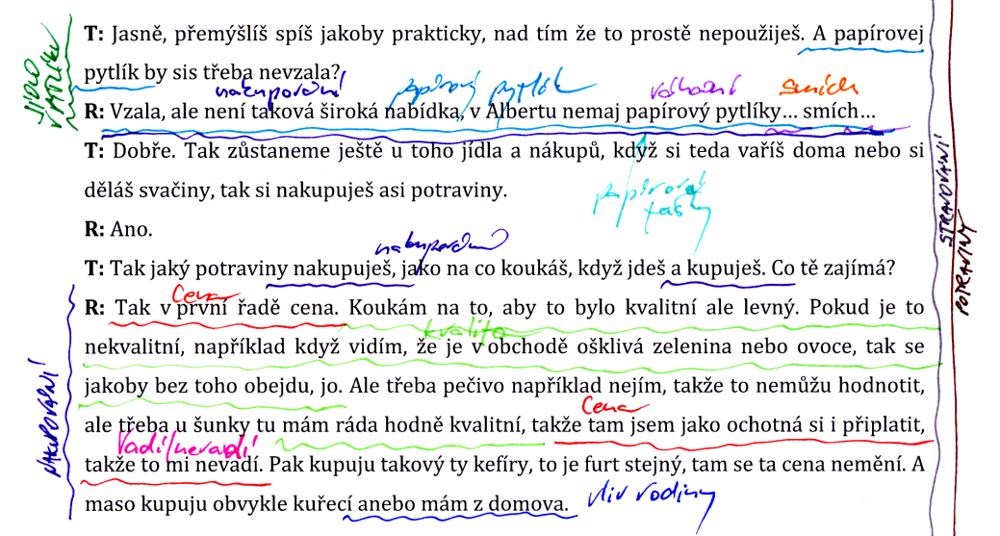 JÍDLO
V MOZKU
T: Jasně, přemýšlíš spíš jakoby prakticky, nad tím že to prostě nepoužiješ. A papírovej
pytlík by sis třeba nevzala?
nakupování papírový pytlík váhání smích
R: Vzala, ale není taková široká nabídka, v Albertu nemaj papírový pytlíky... smích...
T: Dobře. Tak zůstaneme ještě u toho jídla a nákupů, když si teda vaříš doma nebo si
děláš svačiny, tak si nakupuješ asi potraviny.
papírové
tašky
R: Ano.
nakupování
T: Tak jaký potraviny nakupuješ, jako na co koukáš, když jdeš a kupuješ. Co tě zajímá?
cena
R: Tak v první řadě cena. Koukám na to, aby to bylo kvalitní ale levný. Pokud je to
kvalita
nekvalitní, například když vidím, že je v obchodě ošklivá zelenina nebo ovoce, tak se
jakoby bez toho obejdu, jo. Ale třeba pečivo například nejím, takže to nemůžu hodnotit,
cena
ale třeba u šunky tu mám ráda hodně kvalitní, takže tam jsem jako ochotná si i připlatit,
vadí/nevadí
takže to mi nevadí. Pak kupuju takový ty kefíry, to je furt stejný, tam se ta cena nemění. A
maso kupuju obvykle kuřecí anebo mám z domova. vliv rodiny
NAKUPOVÁNÍ
STRAVOVÁNÍ
POTRAVINY